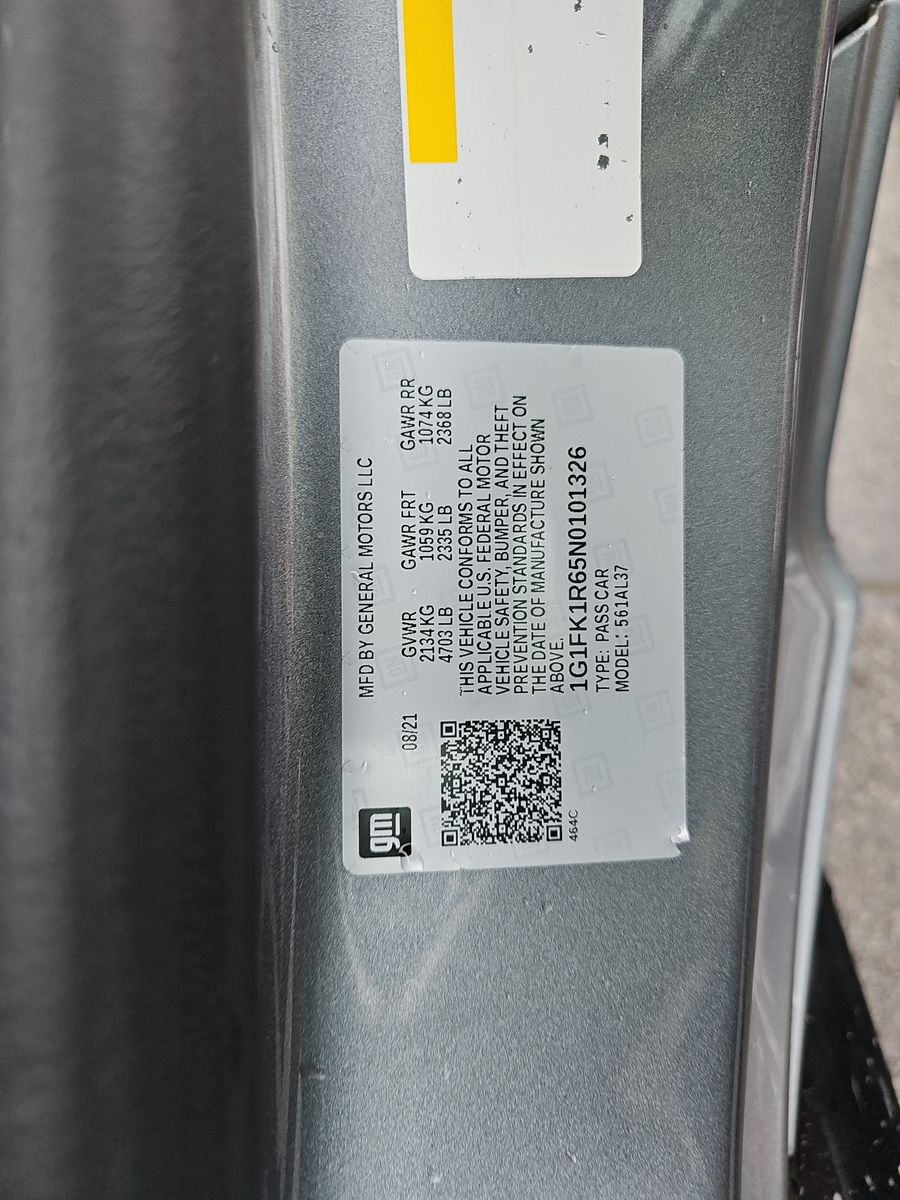 gm
MFD BY GENERAL MOTORS LLC
08/21
GVWR GAWR FRT GAWR RR
2134 KG 1059 KG 1074 KG
4703 LB 2335 LB 2368 LB
THIS VEHICLE CONFORMS TO ALL
APPLICABLE U.S. FEDERAL MOTOR
VEHICLE SAFETY, BUMPER, AND THEFT
PREVENTION STANDARDS IN EFFECT ON
THE DATE OF MANUFACTURE SHOWN
ABOVE.
1G1FK1R65N0101326
464C
TYPE: PASS CAR
MODEL: 561AL37